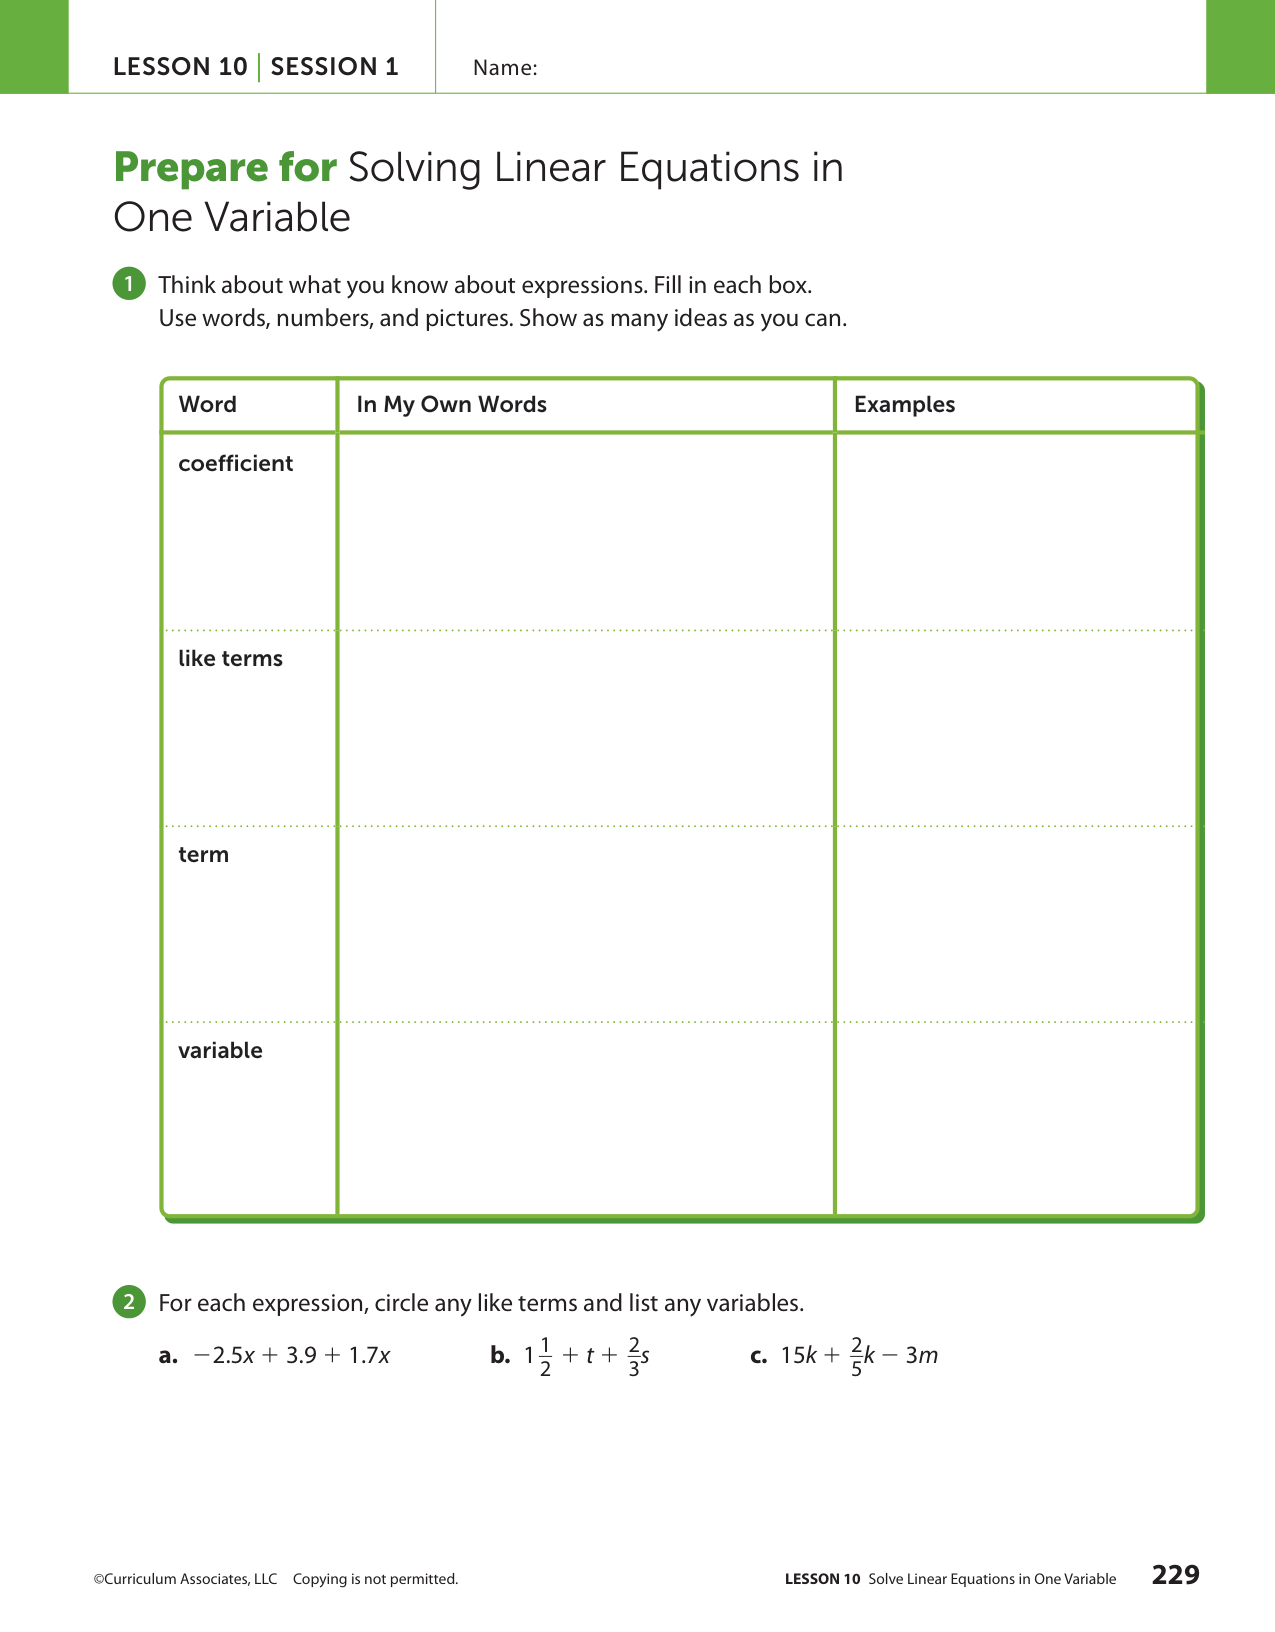 LESSON 10 | SESSION 1
Name:
Prepare for Solving Linear Equations in
One Variable
1 Think about what you know about expressions. Fill in each box.
Use words, numbers, and pictures. Show as many ideas as you can.
Word In My Own Words Examples
coefficient
like terms
term
variable
2 For each expression, circle any like terms and list any variables.
a. −2.5x + 3.9 + 1.7x b. 1 1/2 + t + 2/3 s c. 15k + 2/5 k − 3m
©Curriculum Associates, LLC Copying is not permitted.
LESSON 10 Solve Linear Equations in One Variable 229